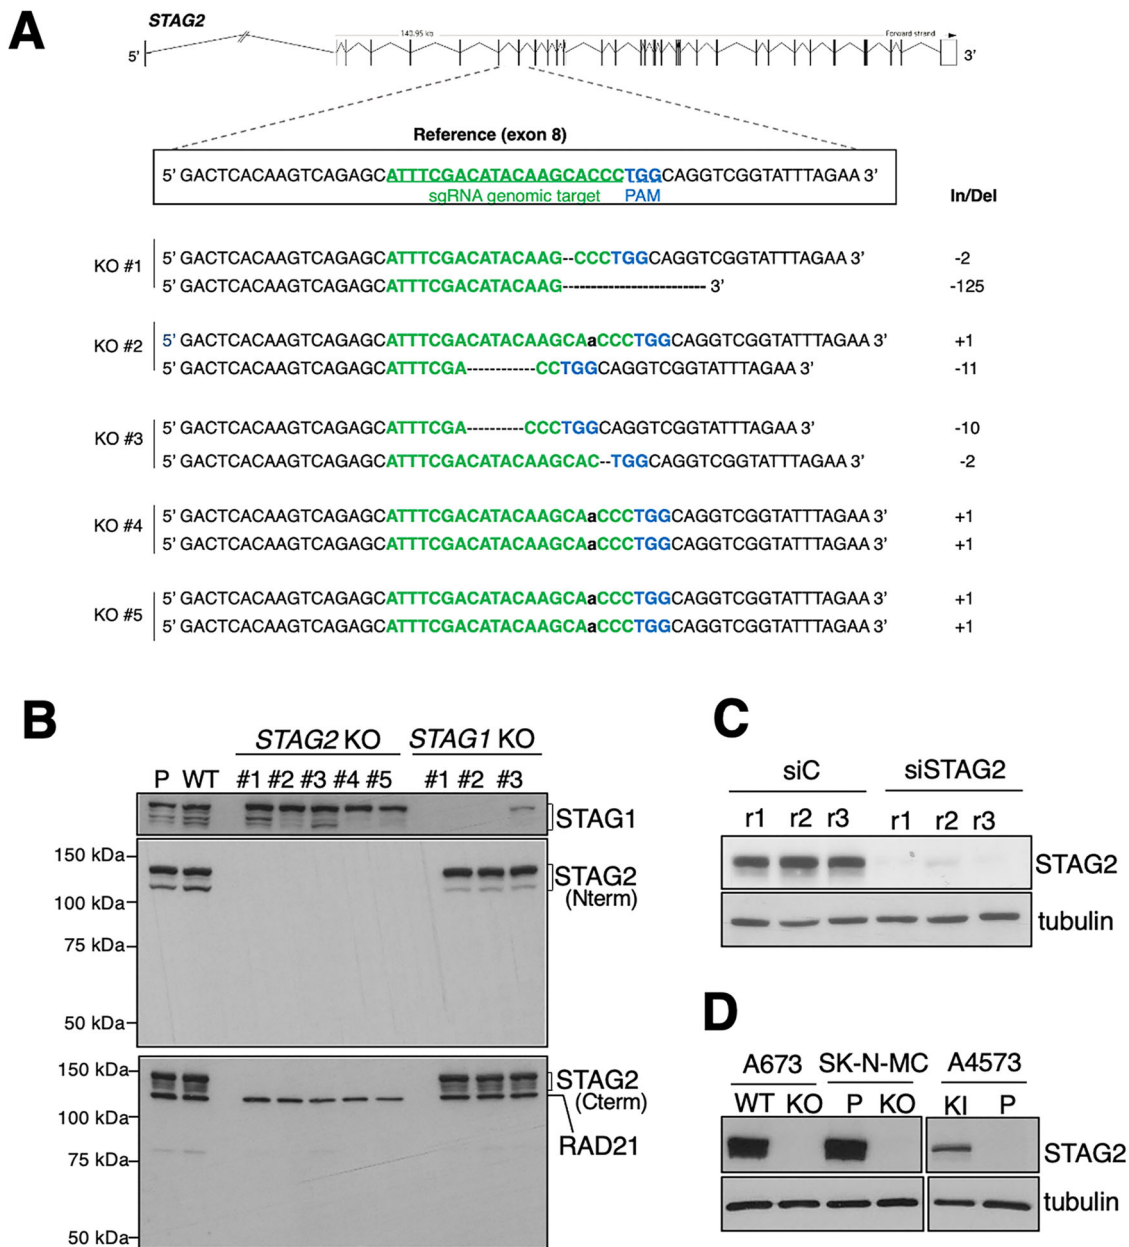 A
STAG2
140.95 kb
Forward strand
5' 3'
Reference (exon 8)
5' GACTCACAAGTCAGAGCATTTCGACATACAAGCACCCTGGCAGGTCGGTATTTAGAA 3'
sgRNA genomic target PAM
In/Del
KO #1
5' GACTCACAAGTCAGAGCATTTCGACATACAAG--CCCTGGCAGGTCGGTATTTAGAA 3' -2
5' GACTCACAAGTCAGAGCATTTCGACATACAAG------------------------- 3' -125
KO #2
5' GACTCACAAGTCAGAGCATTTCGACATACAAGCAaCCCTGGCAGGTCGGTATTTAGAA 3' +1
5' GACTCACAAGTCAGAGCATTTCGA------------CCTGGCAGGTCGGTATTTAGAA 3' -11
KO #3
5' GACTCACAAGTCAGAGCATTTCGA----------CCCTGGCAGGTCGGTATTTAGAA 3' -10
5' GACTCACAAGTCAGAGCATTTCGACATACAAGCAC--TGGCAGGTCGGTATTTAGAA 3' -2
KO #4
5' GACTCACAAGTCAGAGCATTTCGACATACAAGCAaCCCTGGCAGGTCGGTATTTAGAA 3' +1
5' GACTCACAAGTCAGAGCATTTCGACATACAAGCAaCCCTGGCAGGTCGGTATTTAGAA 3' +1
KO #5
5' GACTCACAAGTCAGAGCATTTCGACATACAAGCAaCCCTGGCAGGTCGGTATTTAGAA 3' +1
5' GACTCACAAGTCAGAGCATTTCGACATACAAGCAaCCCTGGCAGGTCGGTATTTAGAA 3' +1
B
STAG2 KO STAG1 KO
P WT #1 #2 #3 #4 #5 #1 #2 #3
STAG1
150 kDa
STAG2
(Nterm)
100 kDa
75 kDa
50 kDa
150 kDa
STAG2
(Cterm)
100 kDa
RAD21
75 kDa
50 kDa
C
siC siSTAG2
r1 r2 r3 r1 r2 r3
STAG2
tubulin
D
A673 SK-N-MC A4573
WT KO P KO KI P
STAG2
tubulin